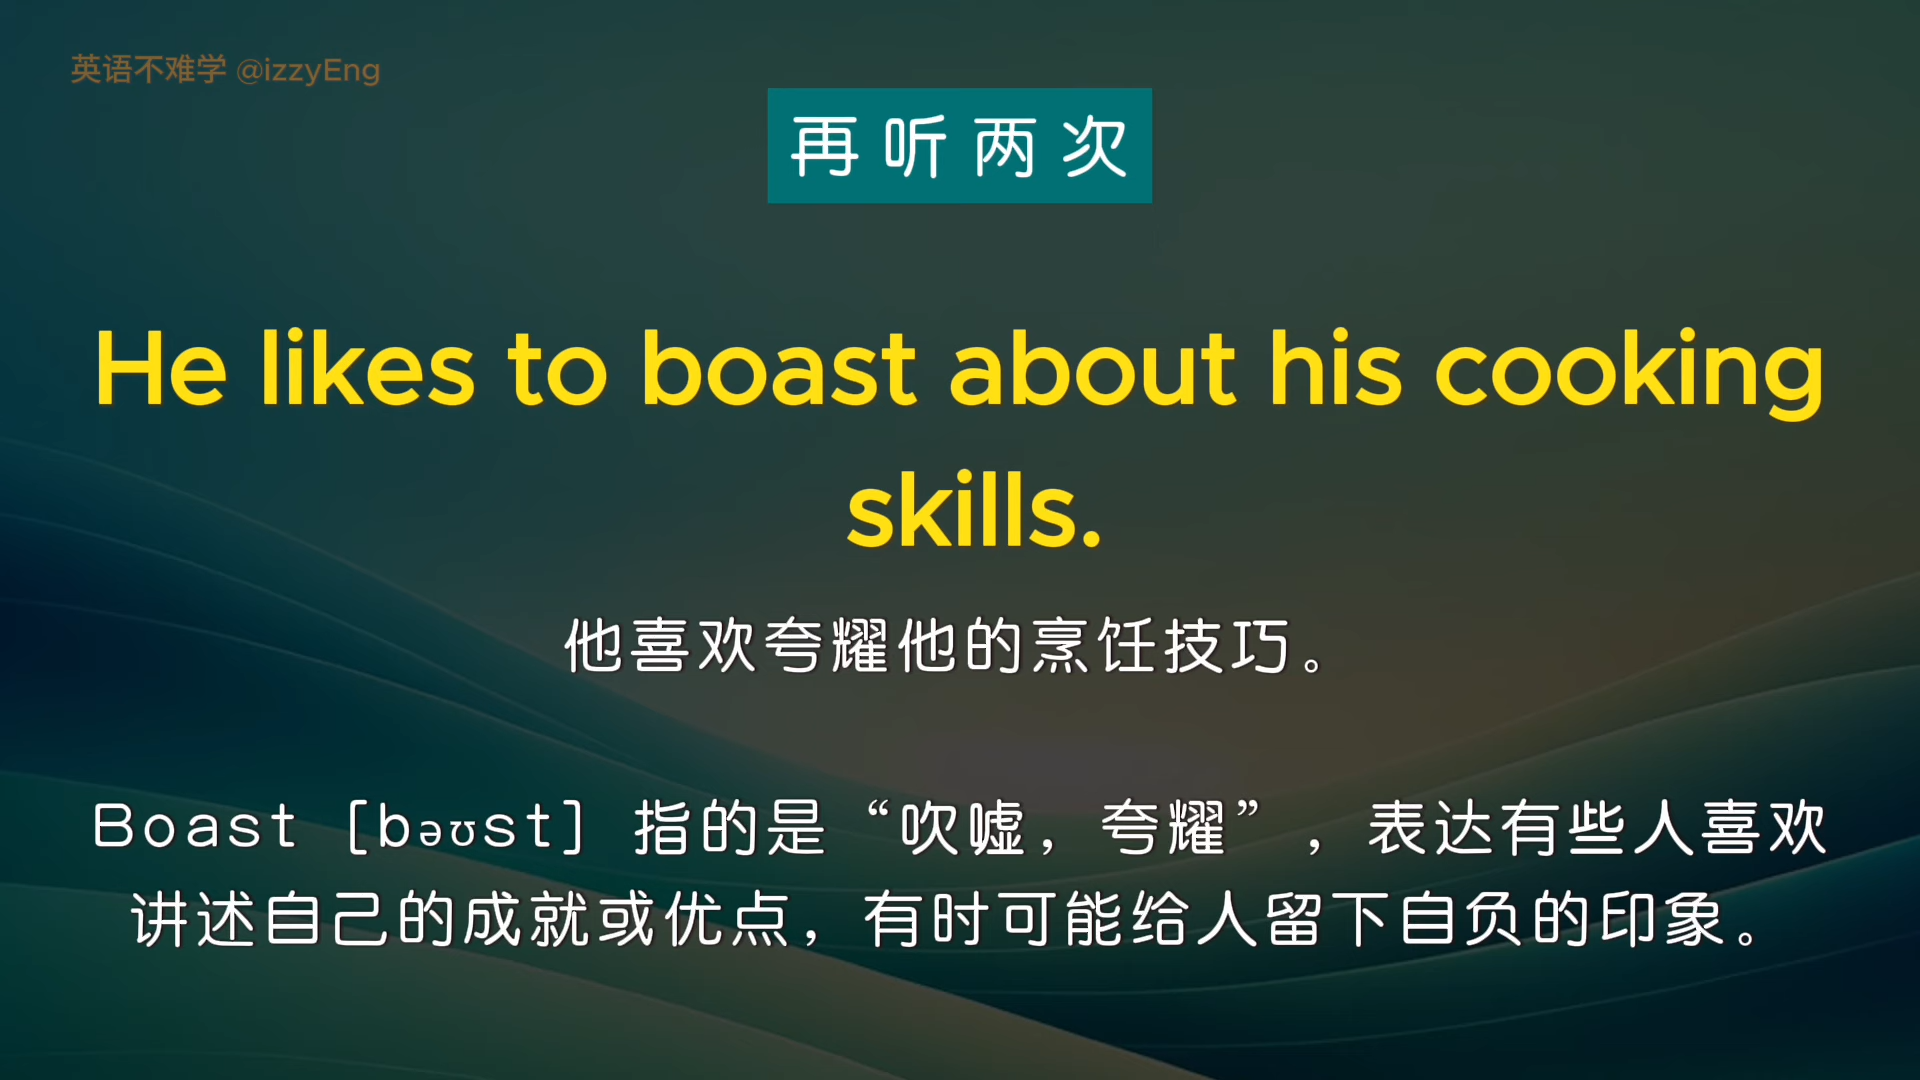 英语不难学 @izzyEng
再听两次
He likes to boast about his cooking
skills.
他喜欢夸耀他的烹饪技巧。
Boast [bəʊst] 指的是“吹嘘，夸耀”，表达有些人喜欢
讲述自己的成就或优点，有时可能给人留下自负的印象。